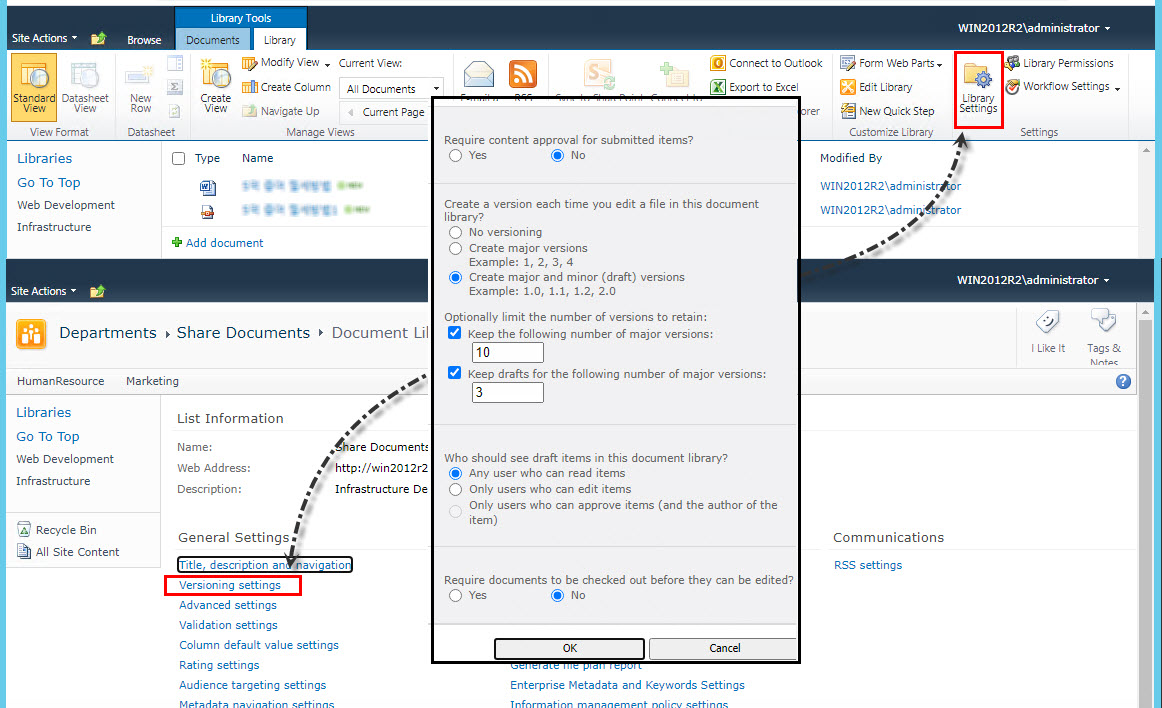 Library Tools
Site Actions
Browse
Documents
Library
WIN2012R2\administrator
Standard View
Datasheet View
New Row
Create View
Modify View
Create Column
Navigate Up
Current View:
All Documents
Current Page
Connect to Outlook
Export to Excel
Form Web Parts
Edit Library
New Quick Step
Library Settings
Library Permissions
Workflow Settings
View Format
Datasheet
Manage Views
Customize Library
Settings
Libraries
Go To Top
Web Development
Infrastructure
Type
Name
Modified By
WIN2012R2\administrator
WIN2012R2\administrator
Add document
Require content approval for submitted items?
Yes
No
Create a version each time you edit a file in this document
library?
No versioning
Create major versions
Example: 1, 2, 3, 4
Create major and minor (draft) versions
Example: 1.0, 1.1, 1.2, 2.0
Optionally limit the number of versions to retain:
Keep the following number of major versions:
10
Keep drafts for the following number of major versions:
3
Who should see draft items in this document library?
Any user who can read items
Only users who can edit items
Only users who can approve items (and the author of the
item)
Require documents to be checked out before they can be edited?
Yes
No
OK
Cancel
Site Actions
WIN2012R2\administrator
Departments
Share Documents
Document Li
I Like It
Tags &
Notes
HumanResource
Marketing
Libraries
Go To Top
Web Development
Infrastructure
Recycle Bin
All Site Content
List Information
Name:
Share Documents
Web Address:
http://win2012r2
Description:
Infrastructure De
General Settings
Title, description and navigation
Versioning settings
Advanced settings
Validation settings
Column default value settings
Rating settings
Audience targeting settings
Metadata navigation settings
Generate file plan report
Enterprise Metadata and Keywords Settings
Information management policy settings
Communications
RSS settings